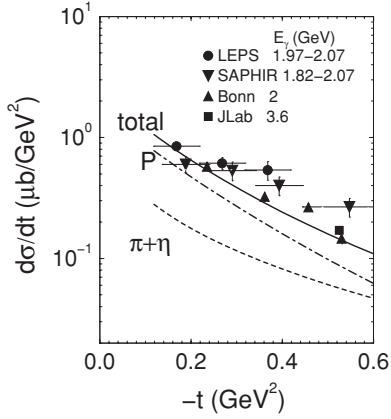 E_γ (GeV)
LEPS 1.97−2.07
SAPHIR 1.82−2.07
Bonn 2
JLab 3.6
total
P
π+η
10¹
10⁰
10⁻¹
dσ/dt (μb/GeV²)
0.0 0.2 0.4 0.6
−t (GeV²)